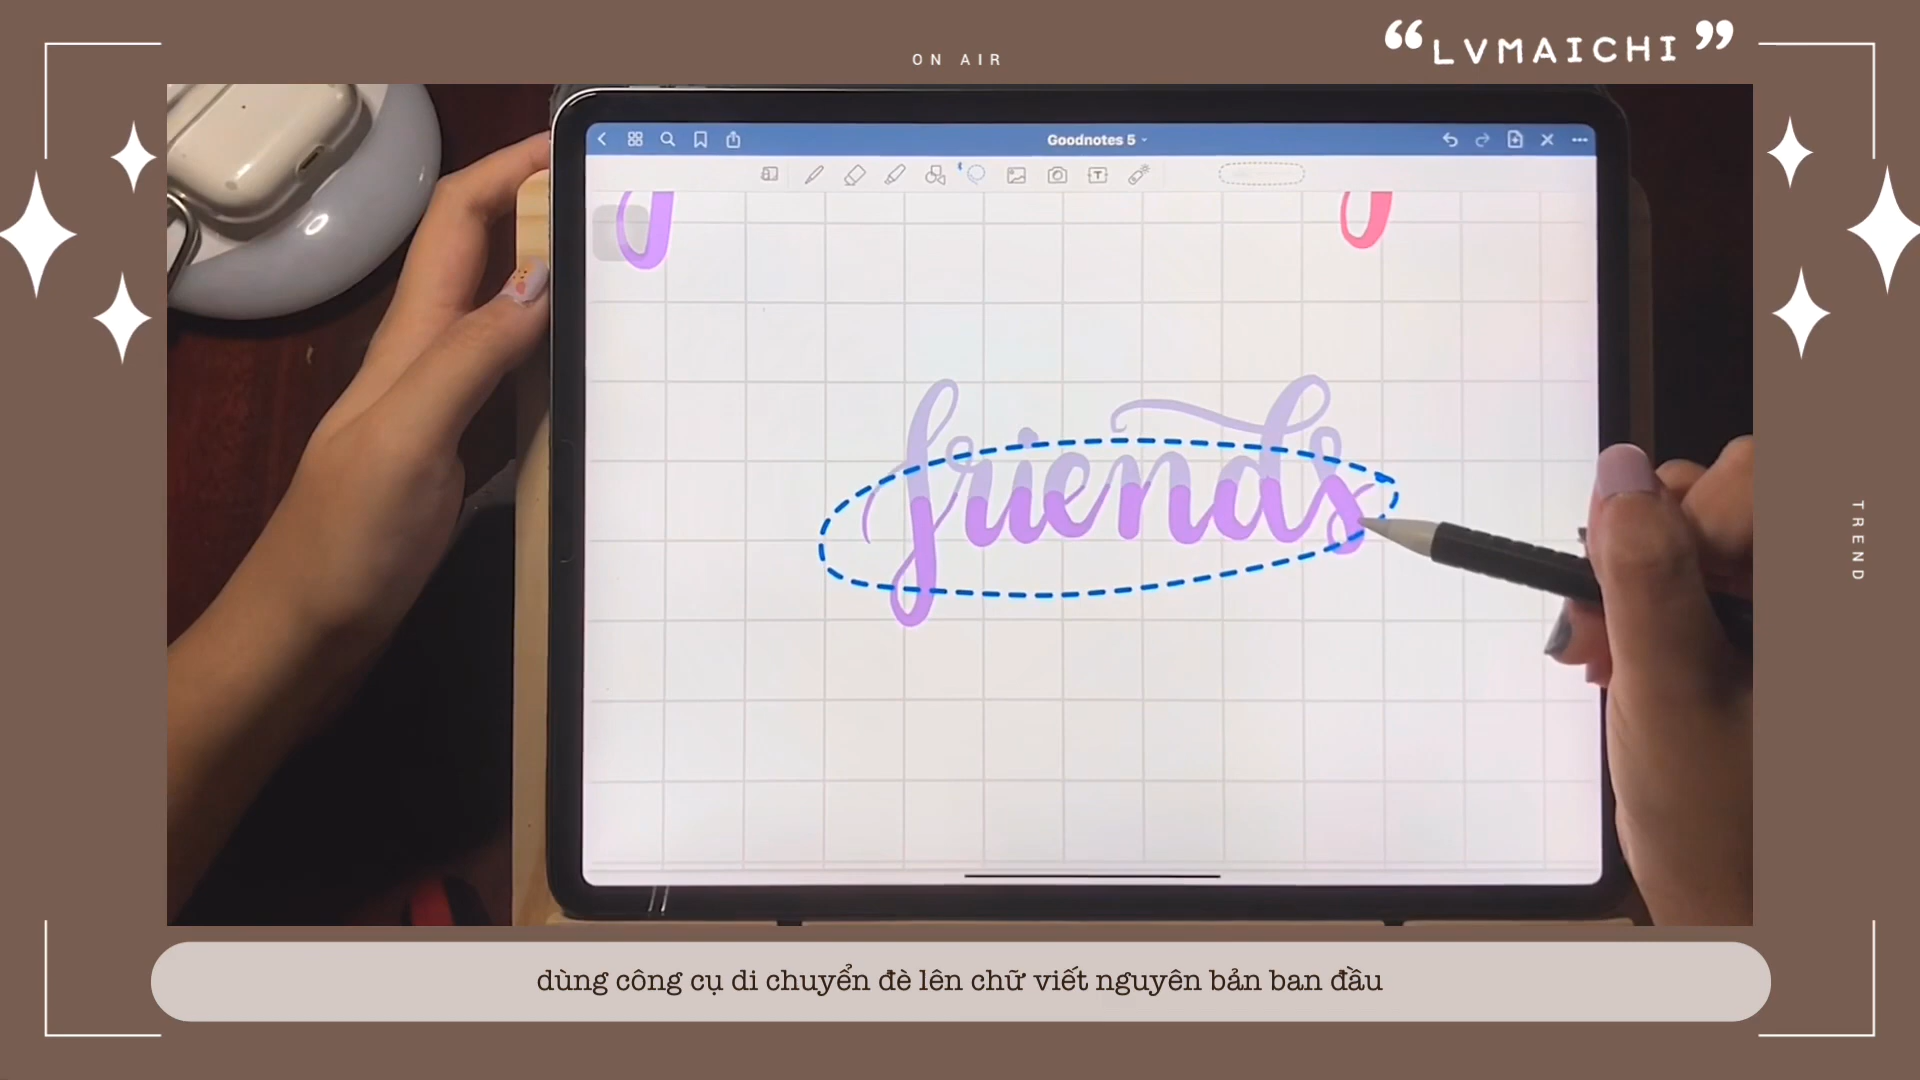 ON AIR
“LVMAICHI”
Goodnotes 5
friends
TREND
dùng công cụ di chuyển đè lên chữ viết nguyên bản ban đầu